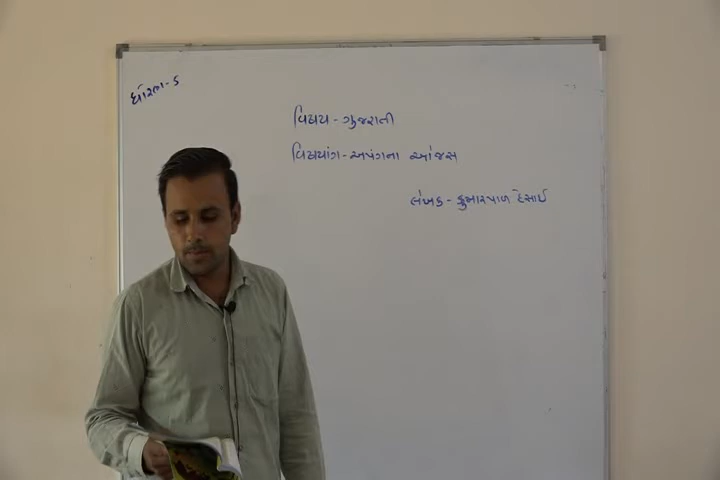 ધોરણ-૬
વિષય - ગુજરાતી
વિષયાંગ - અપંગના ઓજસ
લેખક - કુમારપાળ દેસાઈ